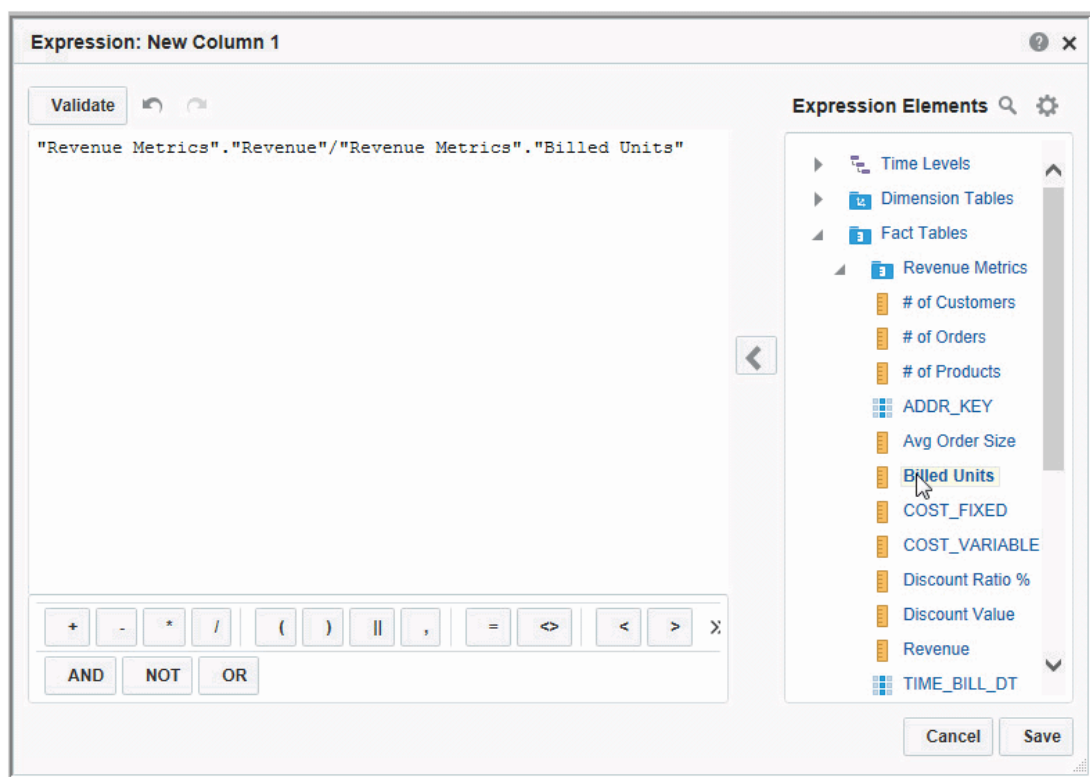 Expression: New Column 1
Validate
"Revenue Metrics"."Revenue"/"Revenue Metrics"."Billed Units"
+ - * / ( ) || , = <> < >
AND NOT OR
Expression Elements
Time Levels
Dimension Tables
Fact Tables
Revenue Metrics
# of Customers
# of Orders
# of Products
ADDR_KEY
Avg Order Size
Billed Units
COST_FIXED
COST_VARIABLE
Discount Ratio %
Discount Value
Revenue
TIME_BILL_DT
Cancel Save